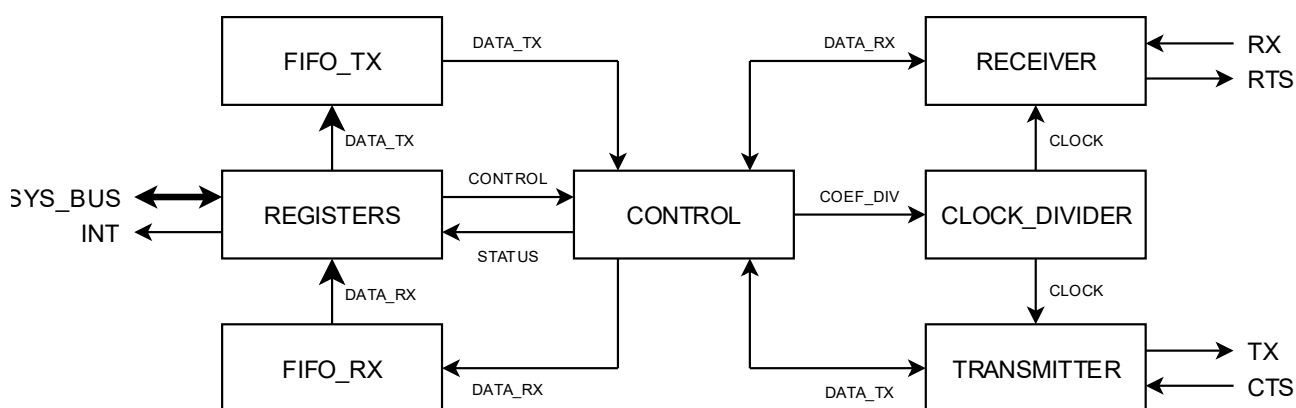 DATA_TX
DATA_RX
FIFO_TX
RECEIVER
RX
RTS
DATA_TX
CLOCK
SYS_BUS
INT
REGISTERS
CONTROL
STATUS
CONTROL
COEF_DIV
CLOCK_DIVIDER
DATA_RX
CLOCK
FIFO_RX
DATA_RX
DATA_TX
TRANSMITTER
TX
CTS